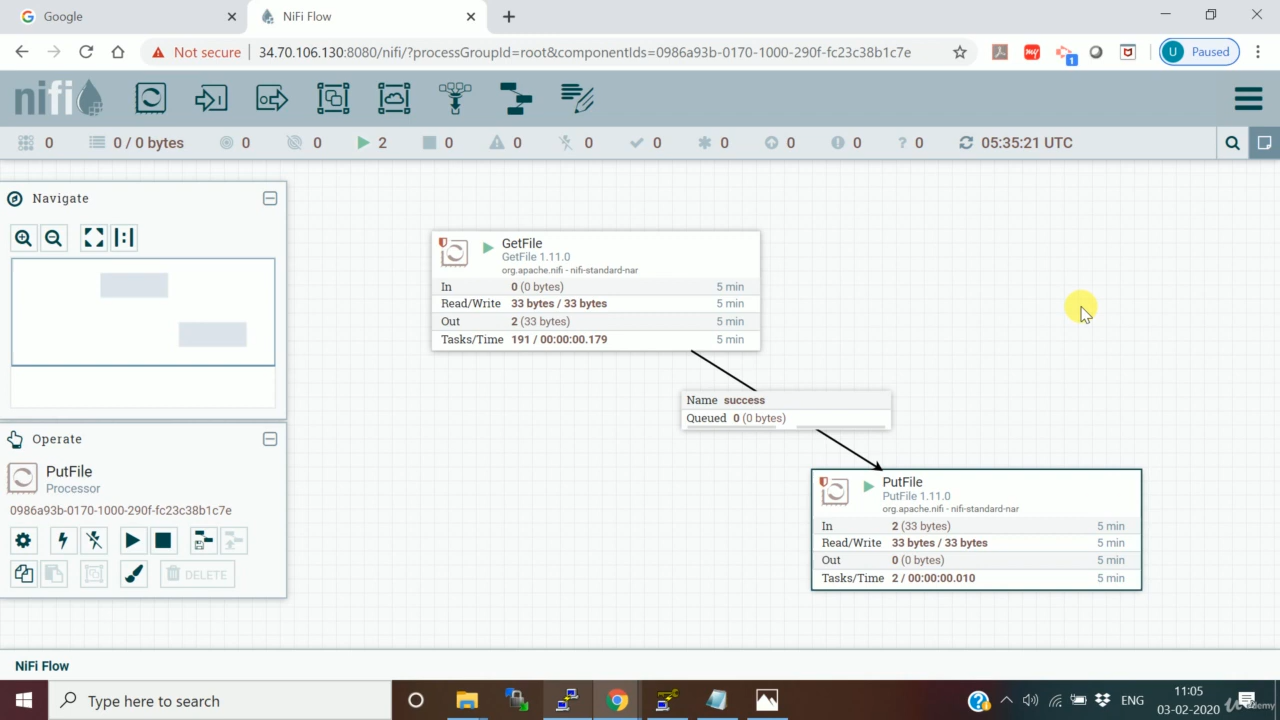 Google
NiFi Flow
Not secure
34.70.106.130:8080/nifi/?processGroupId=root&componentIds=0986a93b-0170-1000-290f-fc23c38b1c7e
my
1
U
Paused
nifi
0
0 / 0 bytes
0
0
2
0
0
0
0
0
0
0
? 0
05:35:21 UTC
Navigate
GetFile
GetFile 1.11.0
org.apache.nifi - nifi-standard-nar
In 0 (0 bytes) 5 min
Read/Write 33 bytes / 33 bytes 5 min
Out 2 (33 bytes) 5 min
Tasks/Time 191 / 00:00:00.179 5 min
Name success
Queued 0 (0 bytes)
Operate
PutFile
Processor
0986a93b-0170-1000-290f-fc23c38b1c7e
DELETE
PutFile
PutFile 1.11.0
org.apache.nifi - nifi-standard-nar
In 2 (33 bytes) 5 min
Read/Write 33 bytes / 33 bytes 5 min
Out 0 (0 bytes) 5 min
Tasks/Time 2 / 00:00:00.010 5 min
NiFi Flow
Type here to search
ENG
11:05
03-02-2020
Udemy